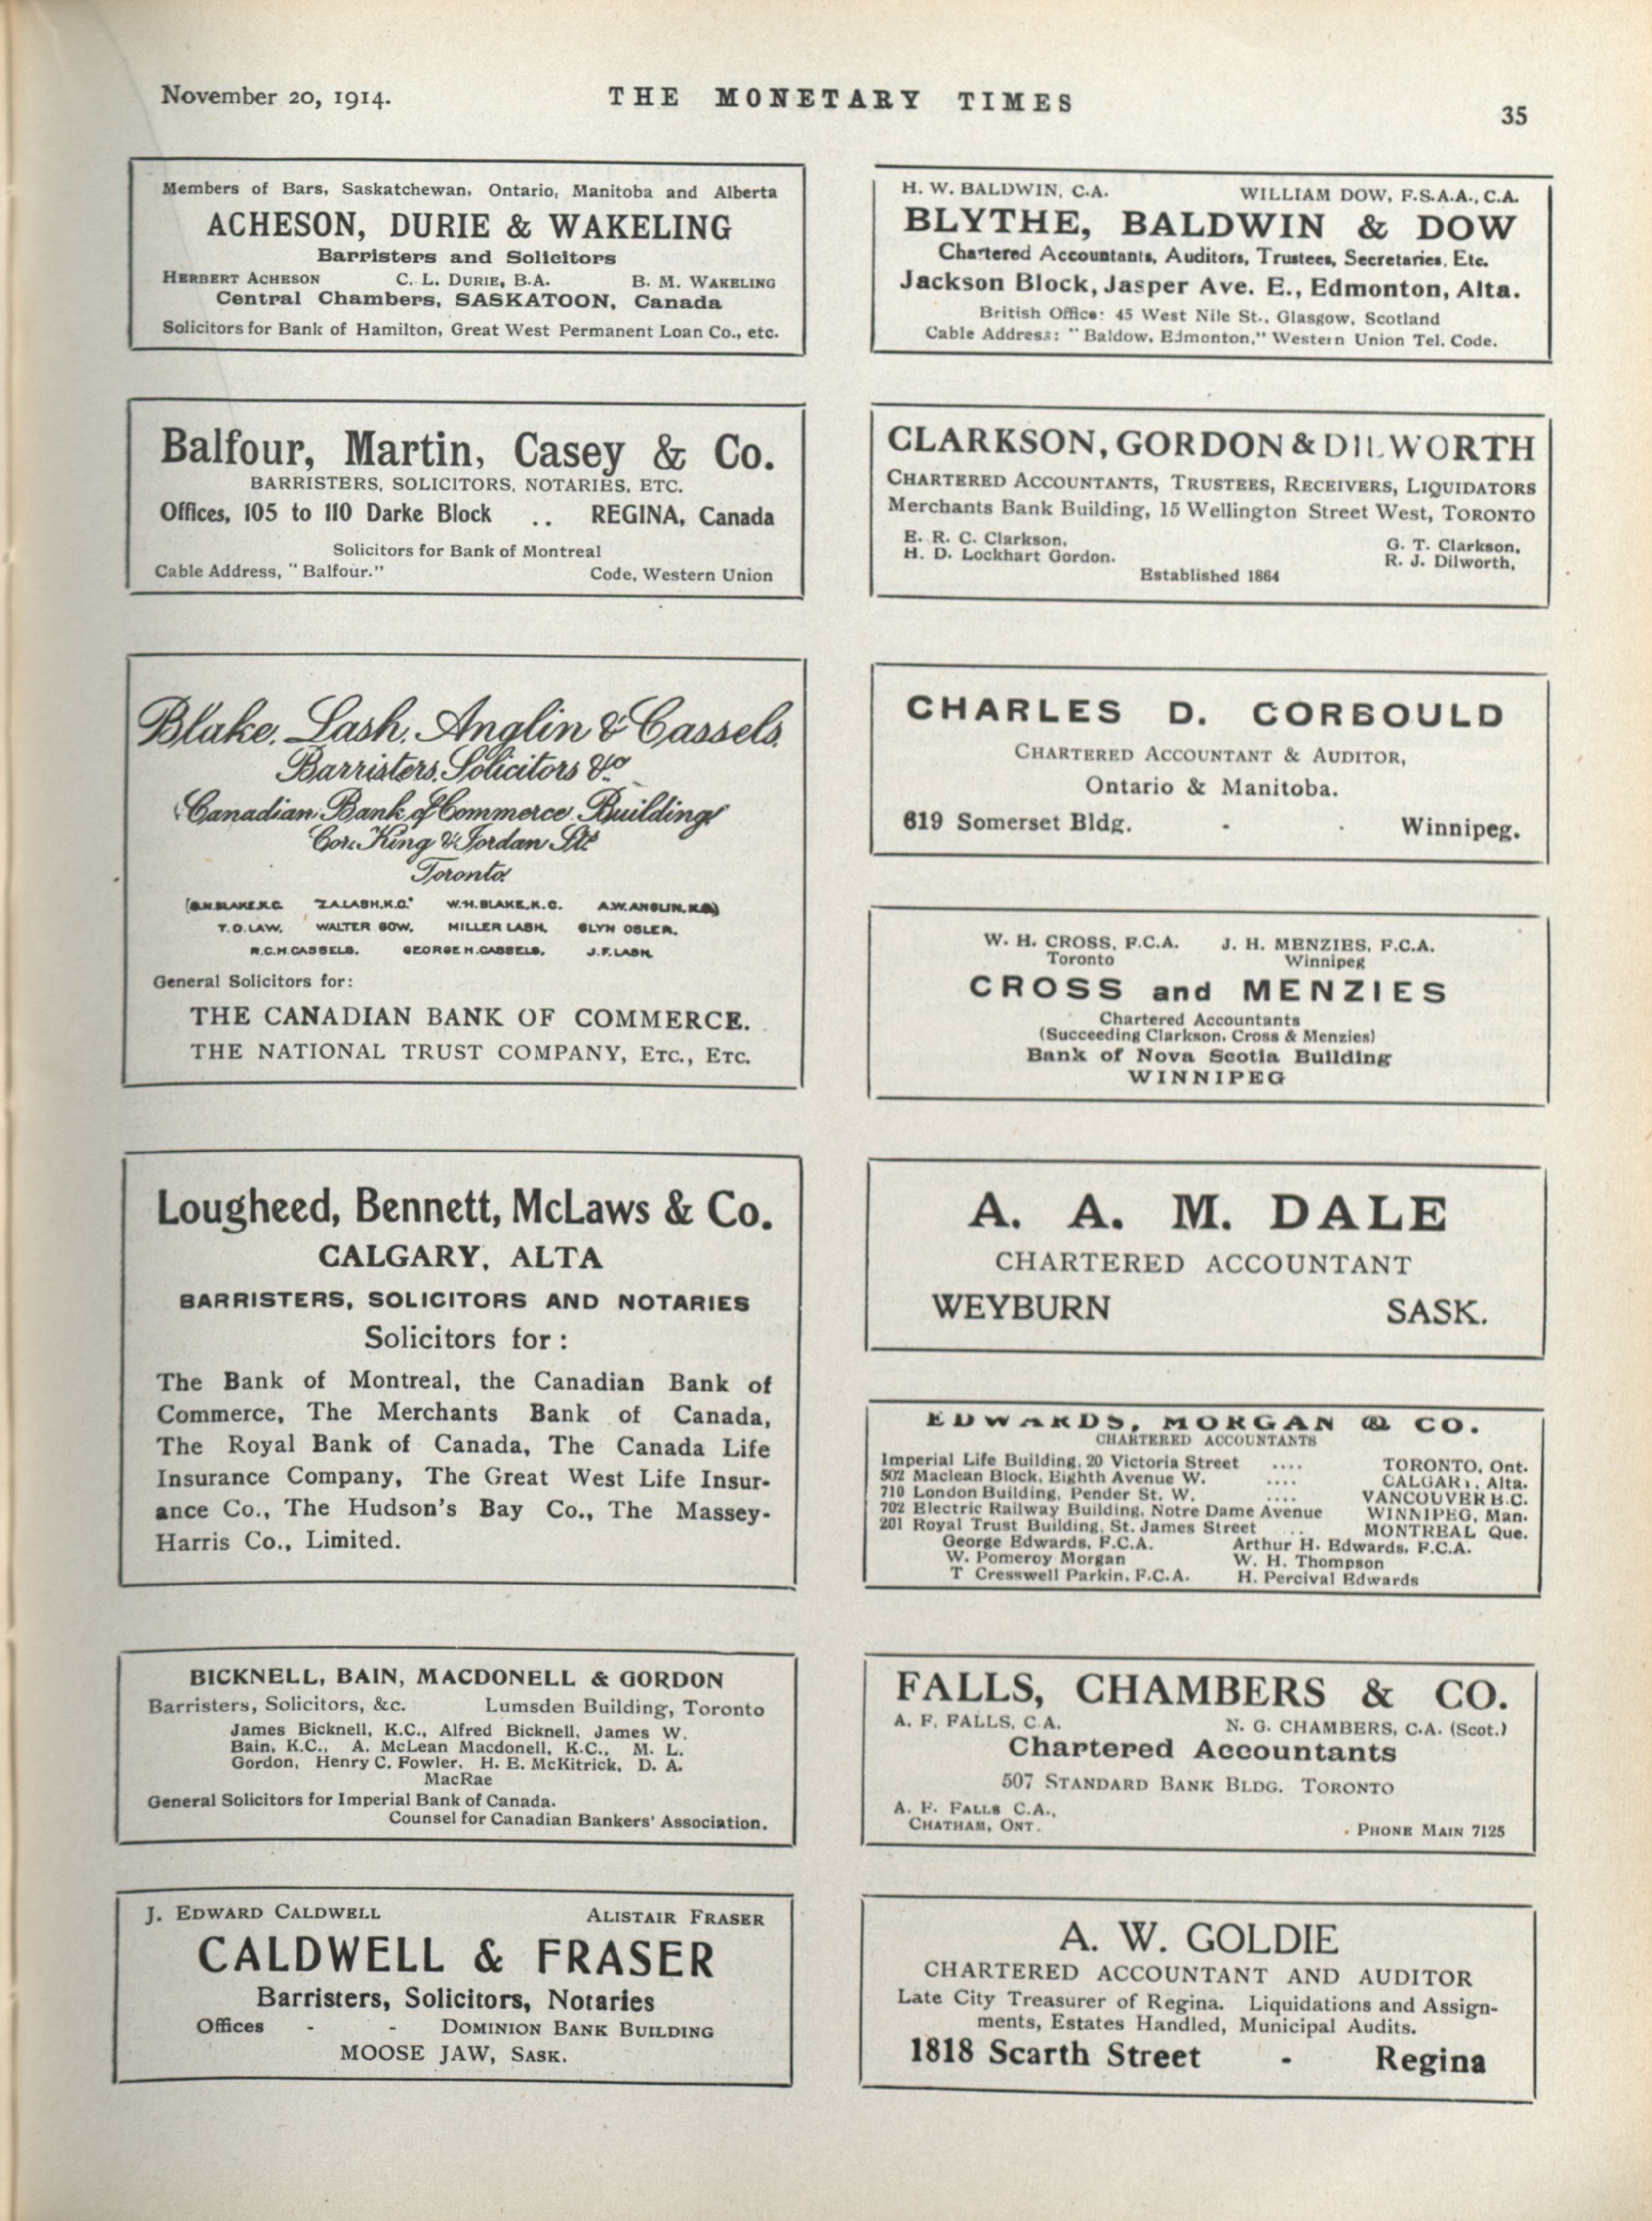 November 20, 1914.
THE MONETARY TIMES
35
Members of Bars, Saskatchewan, Ontario, Manitoba and Alberta
ACHESON, DURIE & WAKELING
Barristers and Solicitors
HERBERT ACHESON C. L. DURIE, B.A. B. M. WAKELING
Central Chambers, SASKATOON, Canada
Solicitors for Bank of Hamilton, Great West Permanent Loan Co., etc.
Balfour, Martin, Casey & Co.
BARRISTERS, SOLICITORS, NOTARIES, ETC.
Offices, 105 to 110 Darke Block .. REGINA, Canada
Solicitors for Bank of Montreal
Cable Address, "Balfour." Code, Western Union
Blake, Lash, Anglin & Cassels
Barristers, Solicitors &c.
Canadian Bank of Commerce Building
Cor. King & Jordan Sts
Toronto
S.H.BLAKE,K.C. Z.A.LASH,K.C. W.H.BLAKE,K.C. A.W.ANGLIN,K.C.
T.D.LAW, WALTER GOW, MILLER LASH, GLYN OSLER,
R.C.H.CASSELS, GEORGE H.CASSELS, J.F.LASH,
General Solicitors for:
THE CANADIAN BANK OF COMMERCE.
THE NATIONAL TRUST COMPANY, ETC., ETC.
Lougheed, Bennett, McLaws & Co.
CALGARY, ALTA
BARRISTERS, SOLICITORS AND NOTARIES
Solicitors for :
The Bank of Montreal, the Canadian Bank of
Commerce, The Merchants Bank of Canada,
The Royal Bank of Canada, The Canada Life
Insurance Company, The Great West Life Insur-
ance Co., The Hudson's Bay Co., The Massey-
Harris Co., Limited.
BICKNELL, BAIN, MACDONELL & GORDON
Barristers, Solicitors, &c. Lumsden Building, Toronto
James Bicknell, K.C., Alfred Bicknell, James W.
Bain, K.C., A. McLean Macdonell, K.C., M. L.
Gordon, Henry C. Fowler, H. E. McKitrick, D. A.
MacRae
General Solicitors for Imperial Bank of Canada.
Counsel for Canadian Bankers' Association.
J. EDWARD CALDWELL ALISTAIR FRASER
CALDWELL & FRASER
Barristers, Solicitors, Notaries
Offices - - DOMINION BANK BUILDING
MOOSE JAW, SASK.
H. W. BALDWIN, C.A. WILLIAM DOW, F.S.A.A., C.A.
BLYTHE, BALDWIN & DOW
Chartered Accountants, Auditors, Trustees, Secretaries, Etc.
Jackson Block, Jasper Ave. E., Edmonton, Alta.
British Office: 45 West Nile St., Glasgow, Scotland
Cable Address: "Baldow, Edmonton," Western Union Tel. Code.
CLARKSON, GORDON & DILWORTH
CHARTERED ACCOUNTANTS, TRUSTEES, RECEIVERS, LIQUIDATORS
Merchants Bank Building, 15 Wellington Street West, TORONTO
E. R. C. Clarkson, G. T. Clarkson,
H. D. Lockhart Gordon. R. J. Dilworth,
Established 1864
CHARLES D. CORBOULD
CHARTERED ACCOUNTANT & AUDITOR,
Ontario & Manitoba.
619 Somerset Bldg. - - Winnipeg.
W. H. CROSS, F.C.A. J. H. MENZIES, F.C.A.
Toronto Winnipeg
CROSS and MENZIES
Chartered Accountants
(Succeeding Clarkson, Cross & Menzies)
Bank of Nova Scotia Building
WINNIPEG
A. A. M. DALE
CHARTERED ACCOUNTANT
WEYBURN SASK.
EDWARDS, MORGAN & CO.
CHARTERED ACCOUNTANTS
Imperial Life Building, 20 Victoria Street .... TORONTO, Ont.
502 Maclean Block, Eighth Avenue W. .... CALGARY, Alta.
710 London Building, Pender St. W. .... VANCOUVER B.C.
702 Electric Railway Building, Notre Dame Avenue WINNIPEG, Man.
201 Royal Trust Building, St. James Street .. MONTREAL Que.
George Edwards, F.C.A. Arthur H. Edwards, F.C.A.
W. Pomeroy Morgan W. H. Thompson
T Cresswell Parkin, F.C.A. H. Percival Edwards
FALLS, CHAMBERS & CO.
A. F. FALLS, C.A. N. G. CHAMBERS, C.A. (Scot.)
Chartered Accountants
507 STANDARD BANK BLDG. TORONTO
A. F. FALLS C.A.,
CHATHAM, ONT. PHONE MAIN 7125
A. W. GOLDIE
CHARTERED ACCOUNTANT AND AUDITOR
Late City Treasurer of Regina. Liquidations and Assign-
ments, Estates Handled, Municipal Audits.
1818 Scarth Street - Regina